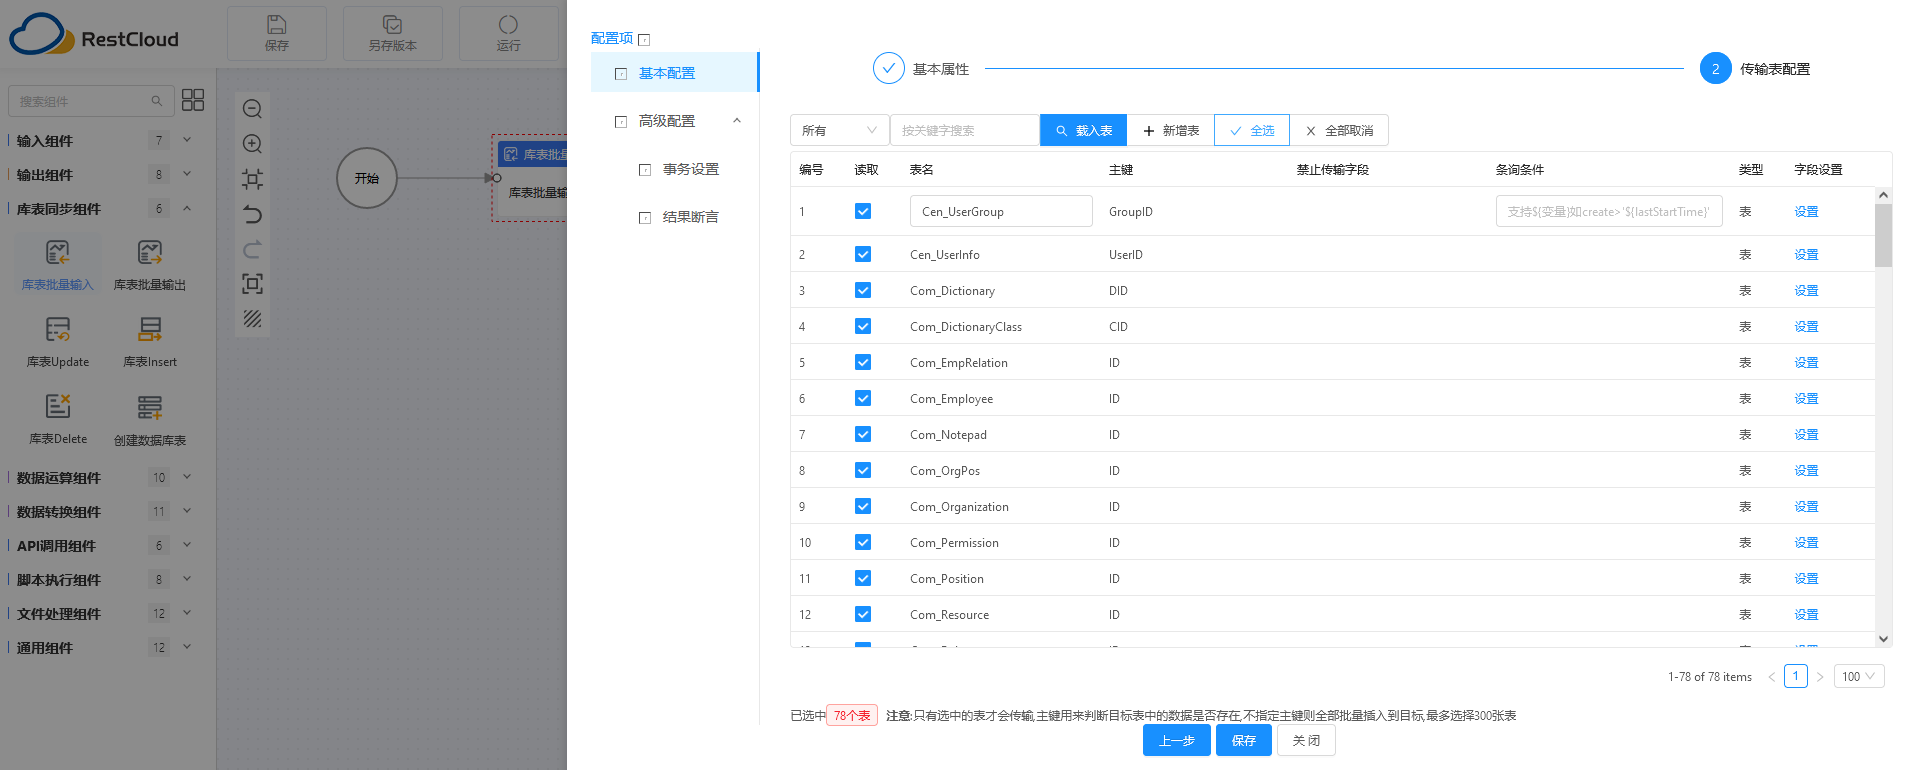 RestCloud
保存
另存版本
运行
搜索组件
输入组件 7
输出组件 8
库表同步组件 6
库表批量输入 库表批量输出
库表Update 库表Insert
库表Delete 创建数据库表
数据运算组件 10
数据转换组件 11
API调用组件 6
脚本执行组件 8
文件处理组件 12
通用组件 12
开始
库表批量
库表批量输
配置项
基本配置
高级配置
事务设置
结果断言
基本属性
2 传输表配置
所有 按关键字搜索 载入表 新增表 全选 全部取消
编号 读取 表名 主键 禁止传输字段 条询条件 类型 字段设置
1 Cen_UserGroup GroupID 支持${变量}如create>'${lastStartTime}' 表 设置
2 Cen_UserInfo UserID 表 设置
3 Com_Dictionary DID 表 设置
4 Com_DictionaryClass CID 表 设置
5 Com_EmpRelation ID 表 设置
6 Com_Employee ID 表 设置
7 Com_Notepad ID 表 设置
8 Com_OrgPos ID 表 设置
9 Com_Organization ID 表 设置
10 Com_Permission ID 表 设置
11 Com_Position ID 表 设置
12 Com_Resource ID 表 设置
1-78 of 78 items 1 100
已选中 78个表 注意:只有选中的表才会传输,主键用来判断目标表中的数据是否存在,不指定主键则全部批量插入到目标,最多选择300张表
上一步 保存 关闭